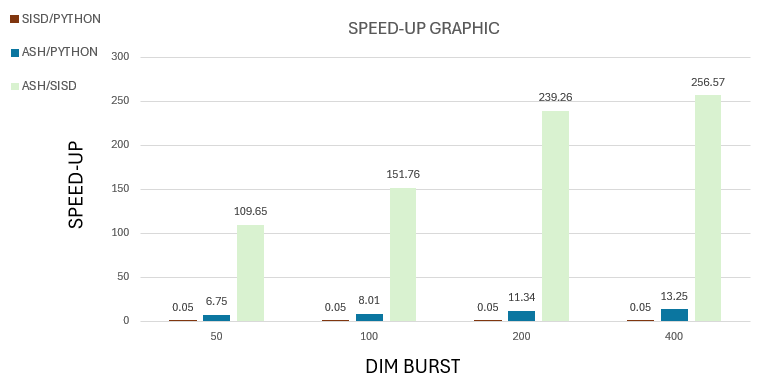 SISD/PYTHON
ASH/PYTHON
ASH/SISD
SPEED-UP GRAPHIC
SPEED-UP
300
250
200
150
100
50
0
0.05 6.75 109.65
0.05 8.01 151.76
0.05 11.34 239.26
0.05 13.25 256.57
50 100 200 400
DIM BURST